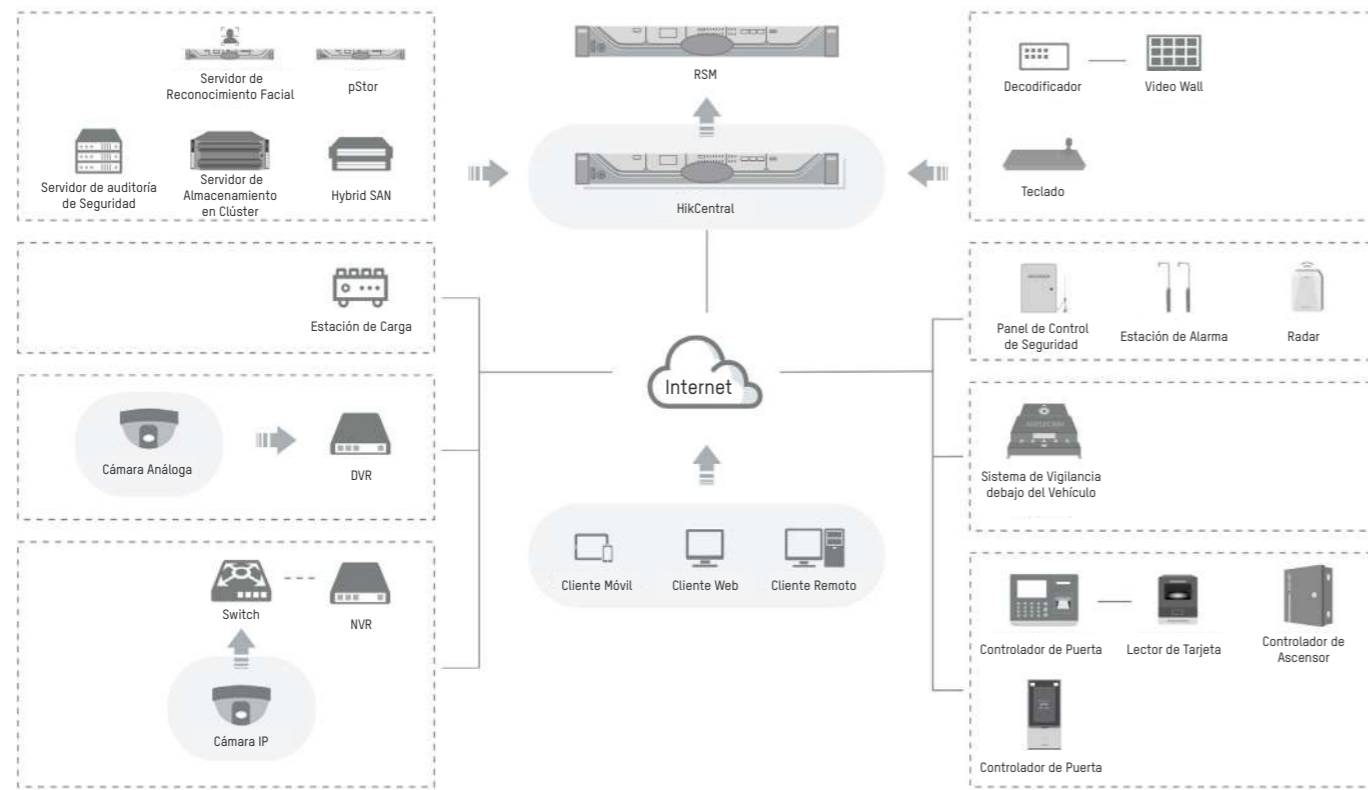 Servidor de
Reconocimiento Facial
pStor
Servidor de auditoría
de Seguridad
Servidor de
Almacenamiento
en Clúster
Hybrid SAN
RSM
HikCentral
Decodificador
Video Wall
Teclado
Estación de Carga
Panel de Control
de Seguridad
Estación de Alarma
Radar
Internet
Cámara Análoga
DVR
Sistema de Vigilancia
debajo del Vehículo
Cliente Móvil
Cliente Web
Cliente Remoto
Switch
NVR
Cámara IP
Controlador de Puerta
Lector de Tarjeta
Controlador de
Ascensor
Controlador de Puerta